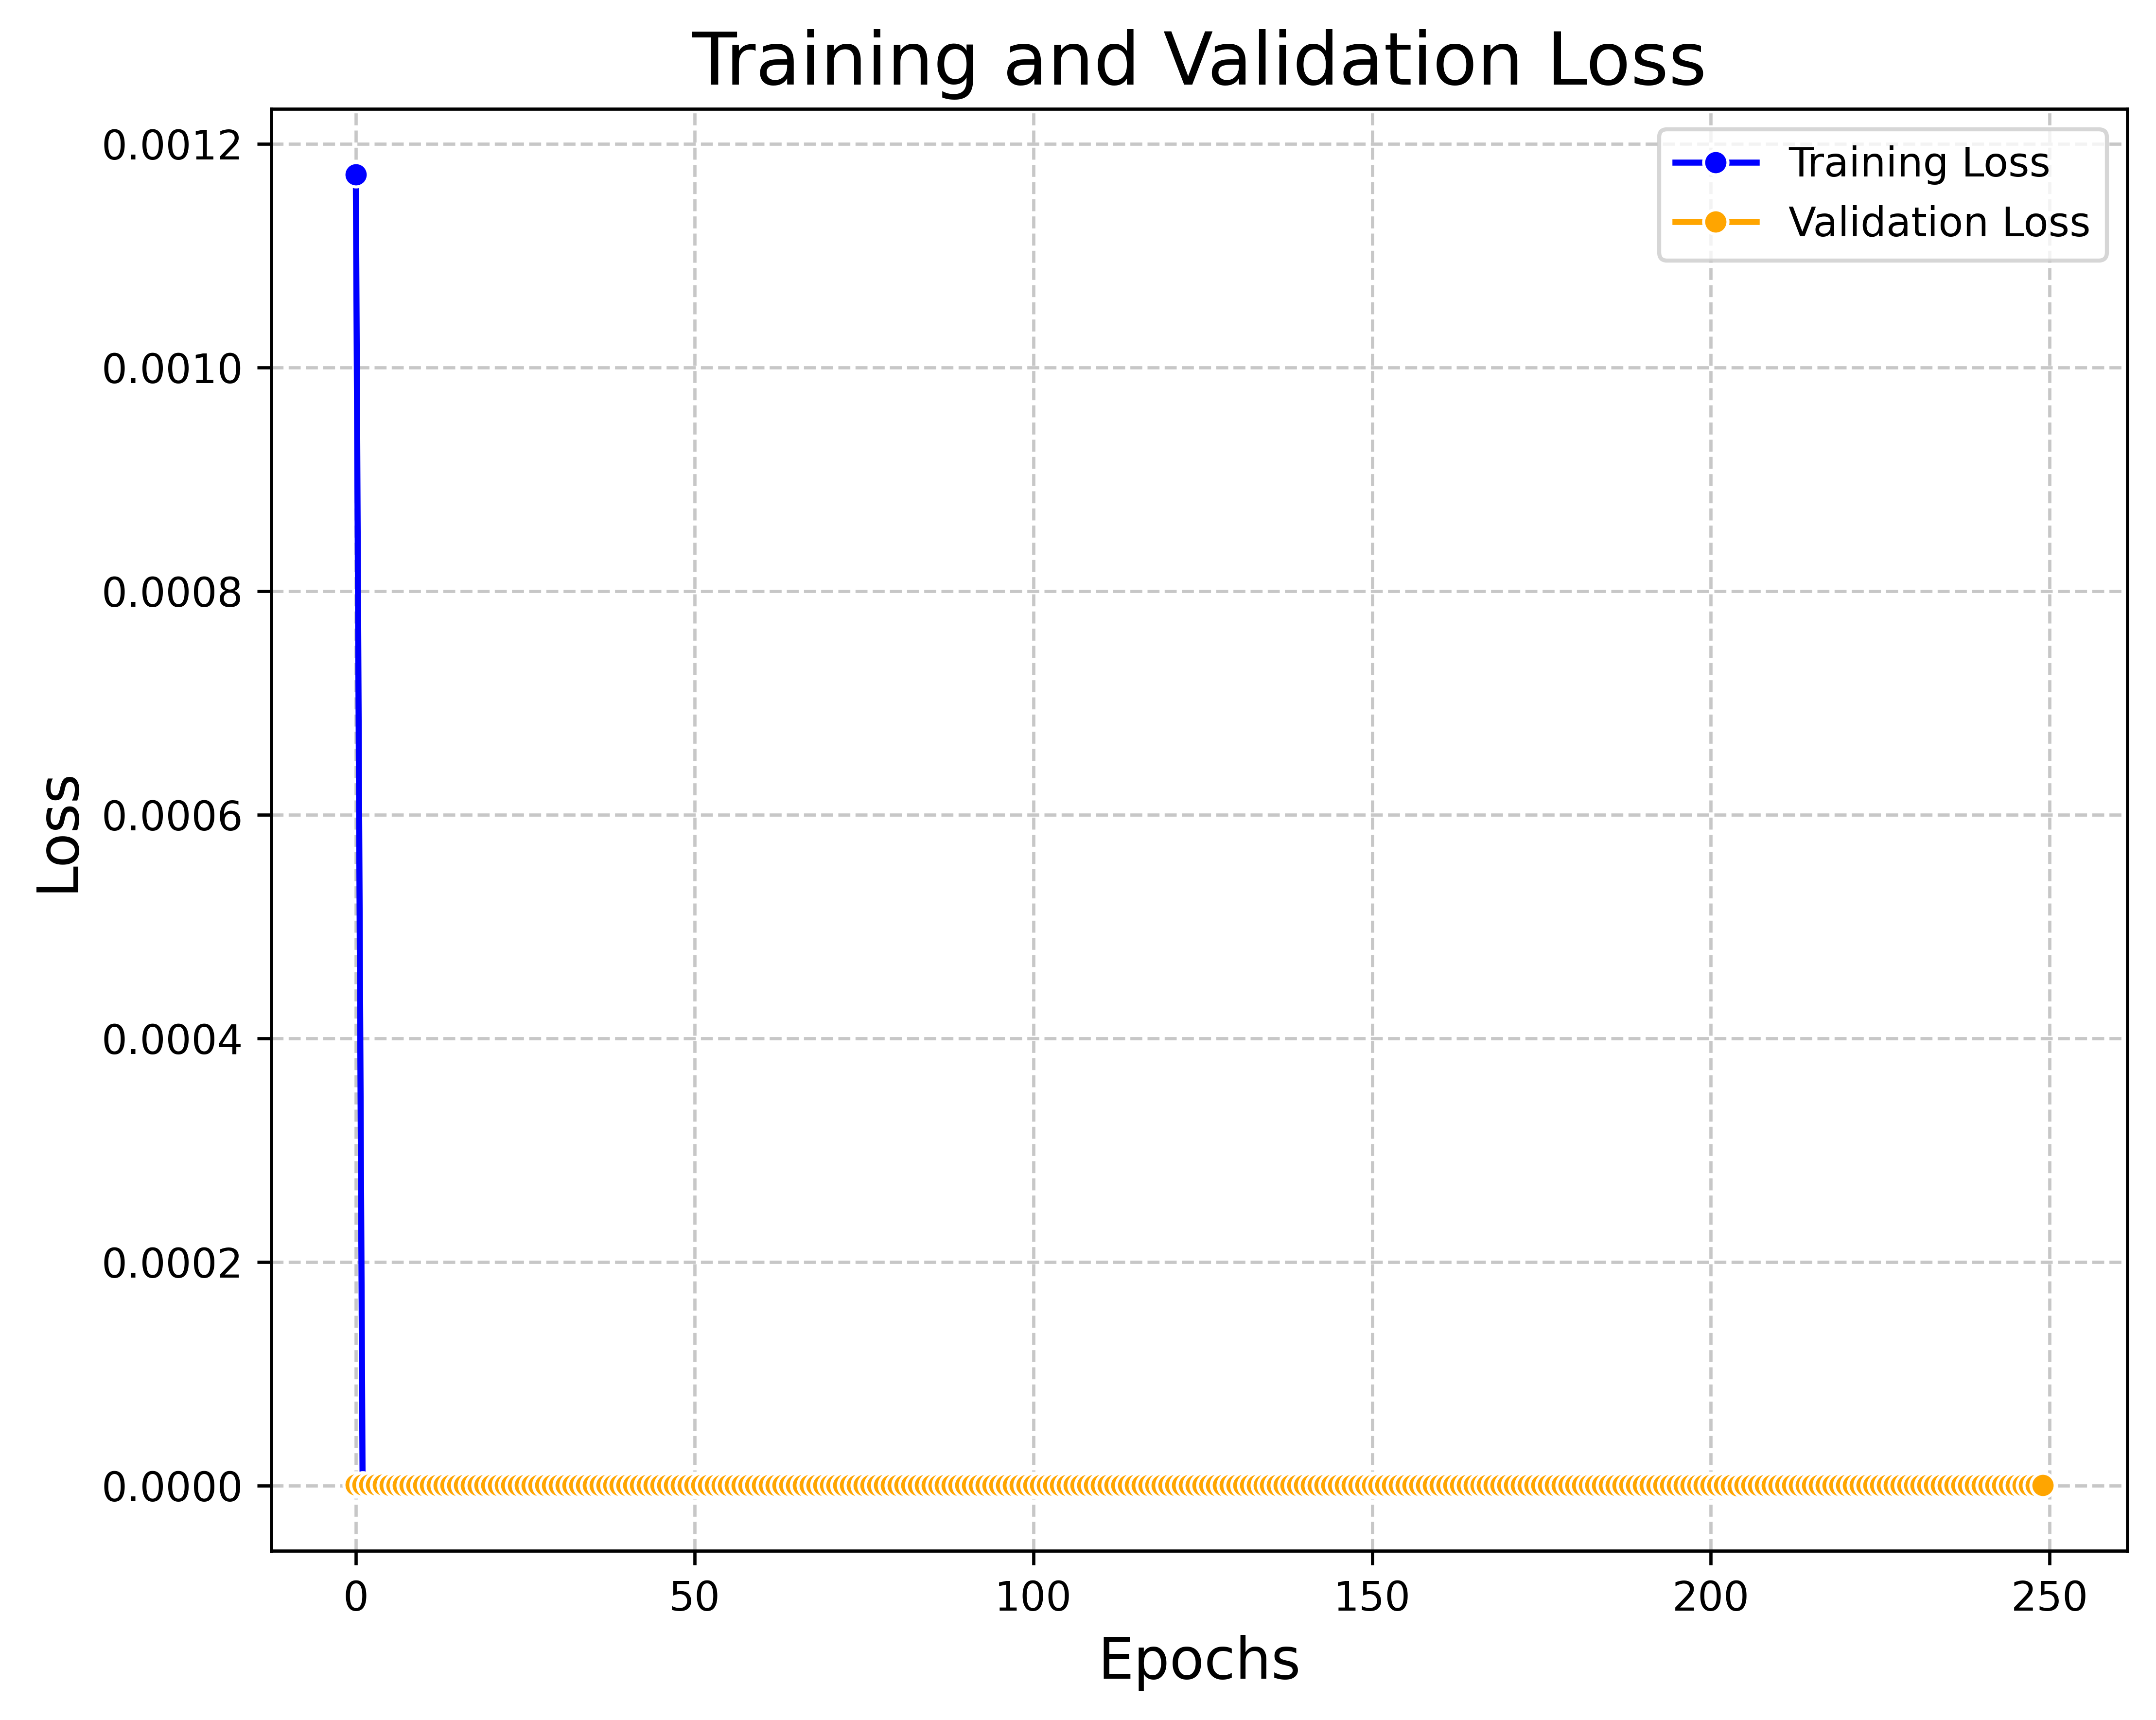 Training and Validation Loss
0.0012
0.0010
0.0008
0.0006
0.0004
0.0002
0.0000
Loss
Training Loss
Validation Loss
0 50 100 150 200 250
Epochs